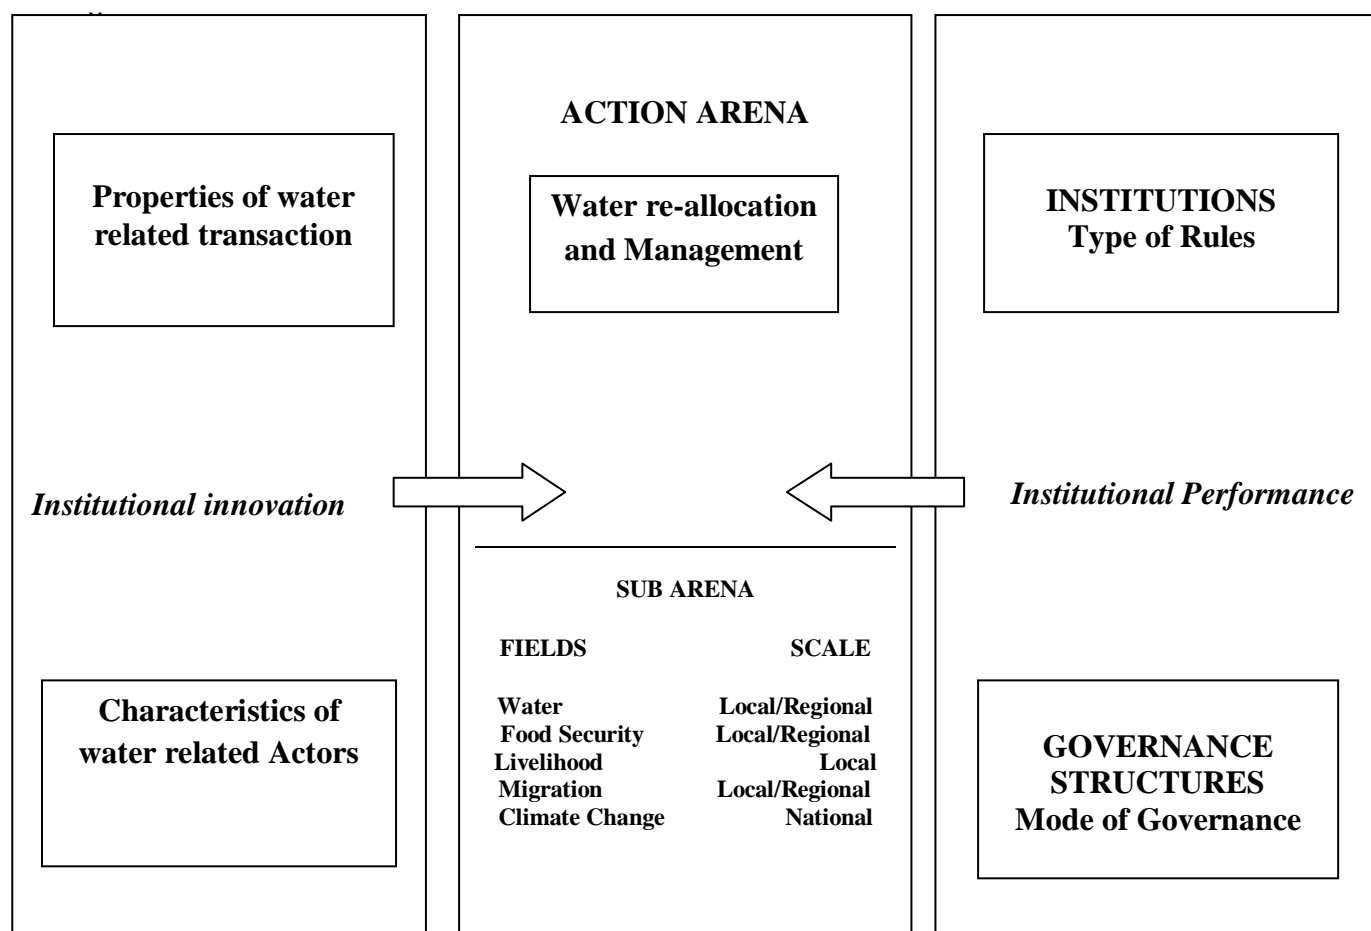 Properties of water
related transaction
Institutional innovation
Characteristics of
water related Actors
ACTION ARENA
Water re-allocation
and Management
SUB ARENA
FIELDS SCALE
Water Local/Regional
Food Security Local/Regional
Livelihood Local
Migration Local/Regional
Climate Change National
INSTITUTIONS
Type of Rules
Institutional Performance
GOVERNANCE
STRUCTURES
Mode of Governance